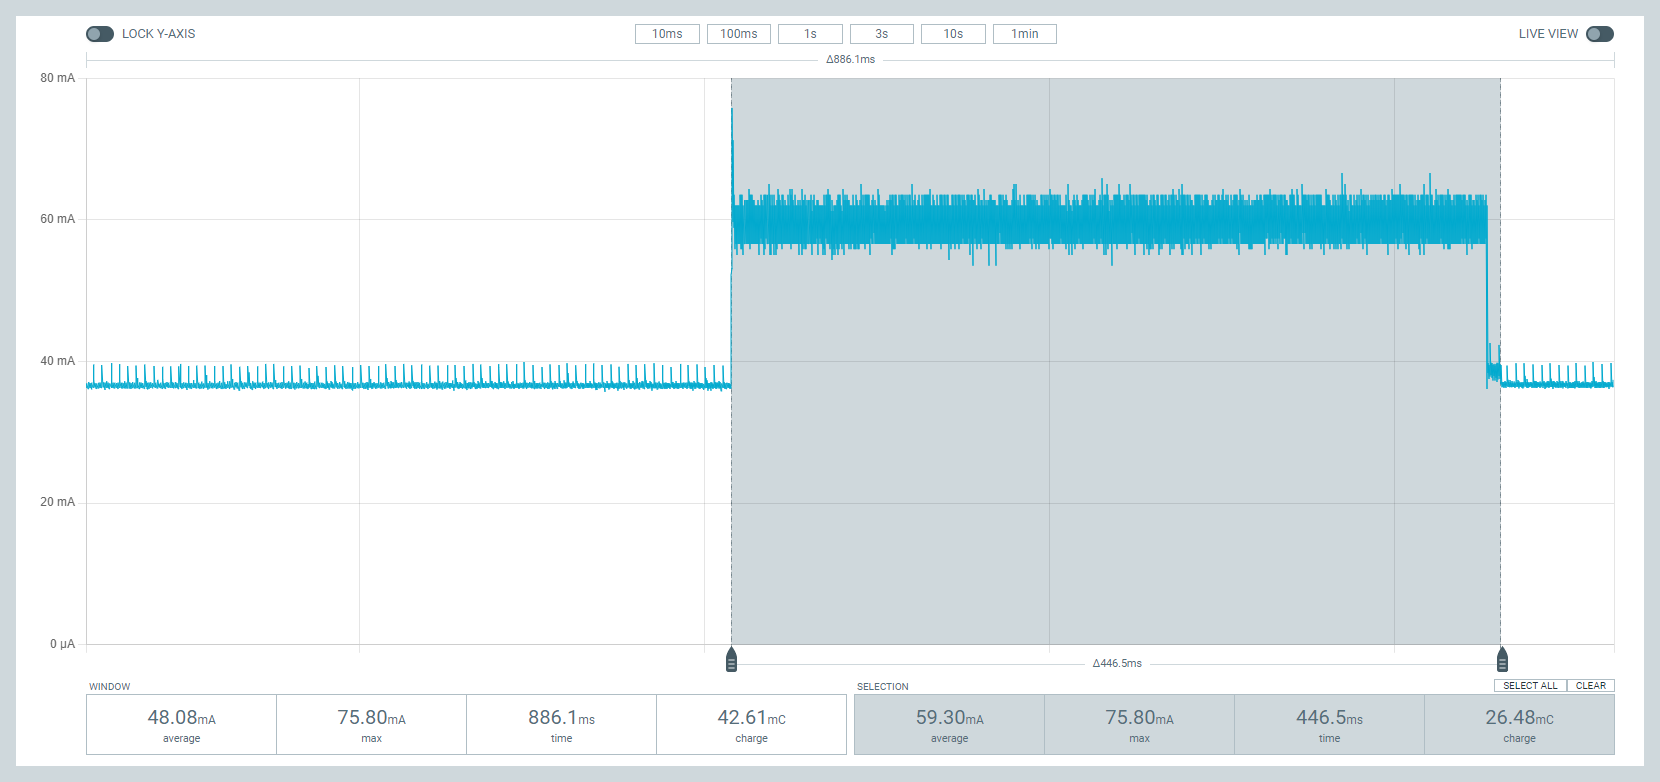 LOCK Y-AXIS 10ms 100ms 1s 3s 10s 1min LIVE VIEW
Δ886.1ms
80 mA
60 mA
40 mA
20 mA
0 µA
Δ446.5ms
WINDOW SELECTION SELECT ALL CLEAR
48.08mA 75.80mA 886.1ms 42.61mC 59.30mA 75.80mA 446.5ms 26.48mC
average max time charge average max time charge